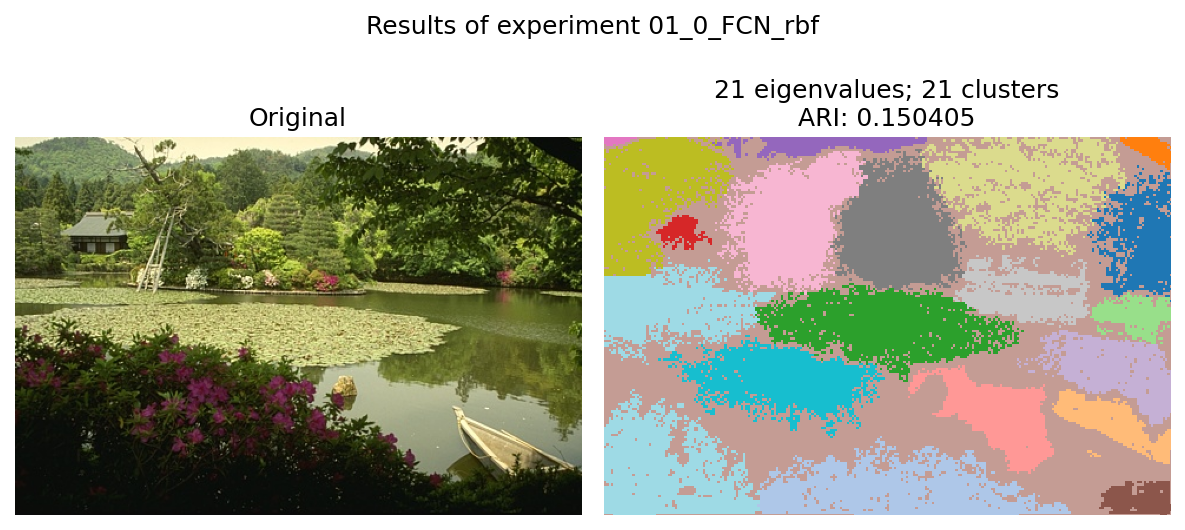 Results of experiment 01_0_FCN_rbf
Original
21 eigenvalues; 21 clusters
ARI: 0.150405